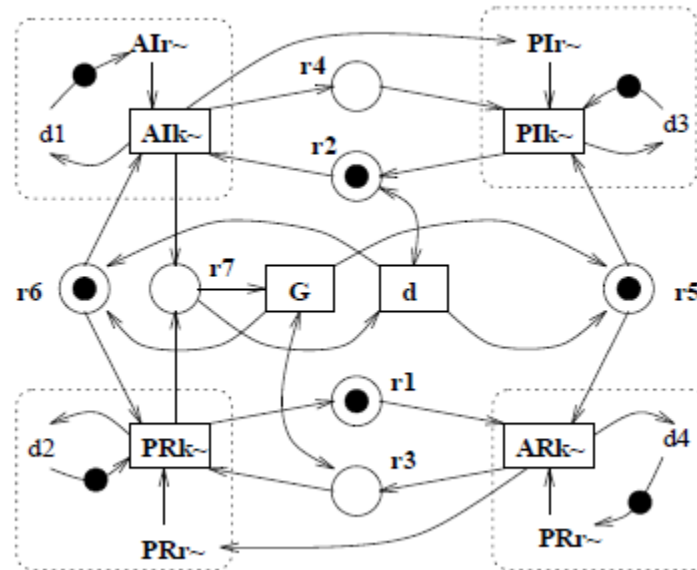 AIr~
r4
PIr~
d1
AIk~
PIk~
d3
r2
r6
r7
G
d
r5
r1
d2
PRk~
ARk~
d4
r3
PRr~
PRr~